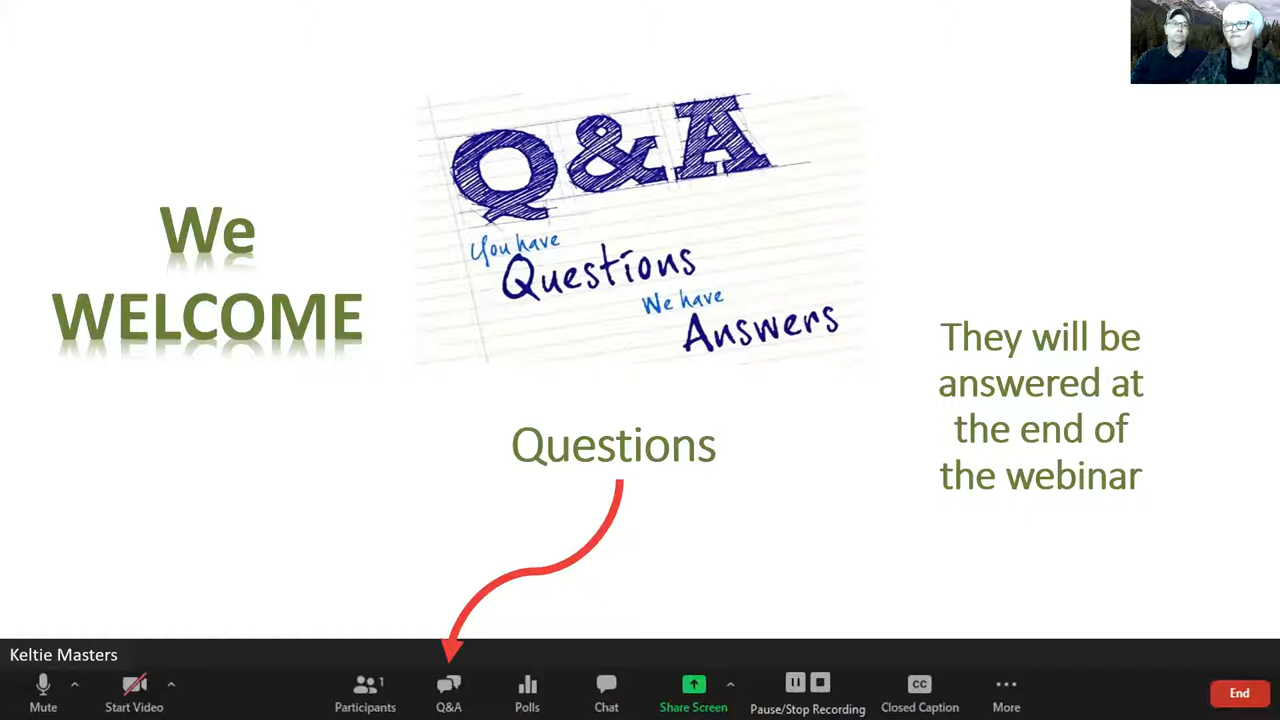 We
WELCOME
Q&A
You have
Questions
We have
Answers
They will be
answered at
the end of
the webinar
Questions
Keltie Masters
Mute
Start Video
Participants
1
Q&A
Polls
Chat
Share Screen
Pause/Stop Recording
CC
Closed Caption
More
End